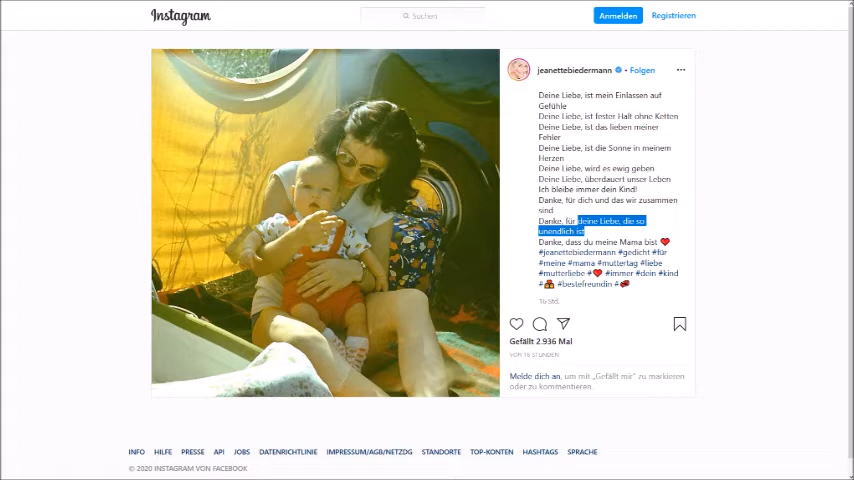 Instagram
Suchen
Anmelden
Registrieren
jeanettebiedermann • Folgen
Deine Liebe, ist mein Einlassen auf
Gefühle
Deine Liebe, ist fester Halt ohne Ketten
Deine Liebe, ist das lieben meiner
Fehler
Deine Liebe, ist die Sonne in meinem
Herzen
Deine Liebe, wird es ewig geben
Deine Liebe, überdauert unser Leben
Ich bleibe immer dein Kind!
Danke, für dich und das wir zusammen
sind
Danke, für deine Liebe, die so
unendlich ist
Danke, dass du meine Mama bist ❤️
#jeanettebiedermann #gedicht #für
#meine #mama #muttertag #liebe
#mutterliebe #❤️ #immer #dein #kind
#👩‍👧 #bestefreundin #💏
16 Std.
Gefällt 2.936 Mal
VOR 16 STUNDEN
Melde dich an, um mit „Gefällt mir“ zu markieren
oder zu kommentieren.
INFO HILFE PRESSE API JOBS DATENRICHTLINIE IMPRESSUM/AGB/NETZDG STANDORTE TOP-KONTEN HASHTAGS SPRACHE
© 2020 INSTAGRAM VON FACEBOOK